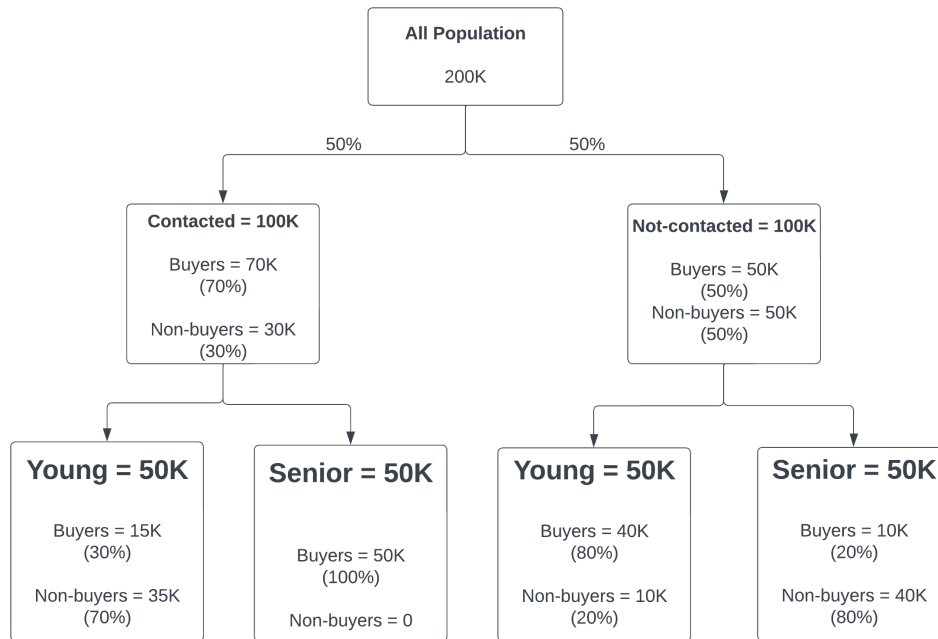 All Population
200K
50%
50%
Contacted = 100K
Buyers = 70K
(70%)
Non-buyers = 30K
(30%)
Not-contacted = 100K
Buyers = 50K
(50%)
Non-buyers = 50K
(50%)
Young = 50K
Buyers = 15K
(30%)
Non-buyers = 35K
(70%)
Senior = 50K
Buyers = 50K
(100%)
Non-buyers = 0
Young = 50K
Buyers = 40K
(80%)
Non-buyers = 10K
(20%)
Senior = 50K
Buyers = 10K
(20%)
Non-buyers = 40K
(80%)